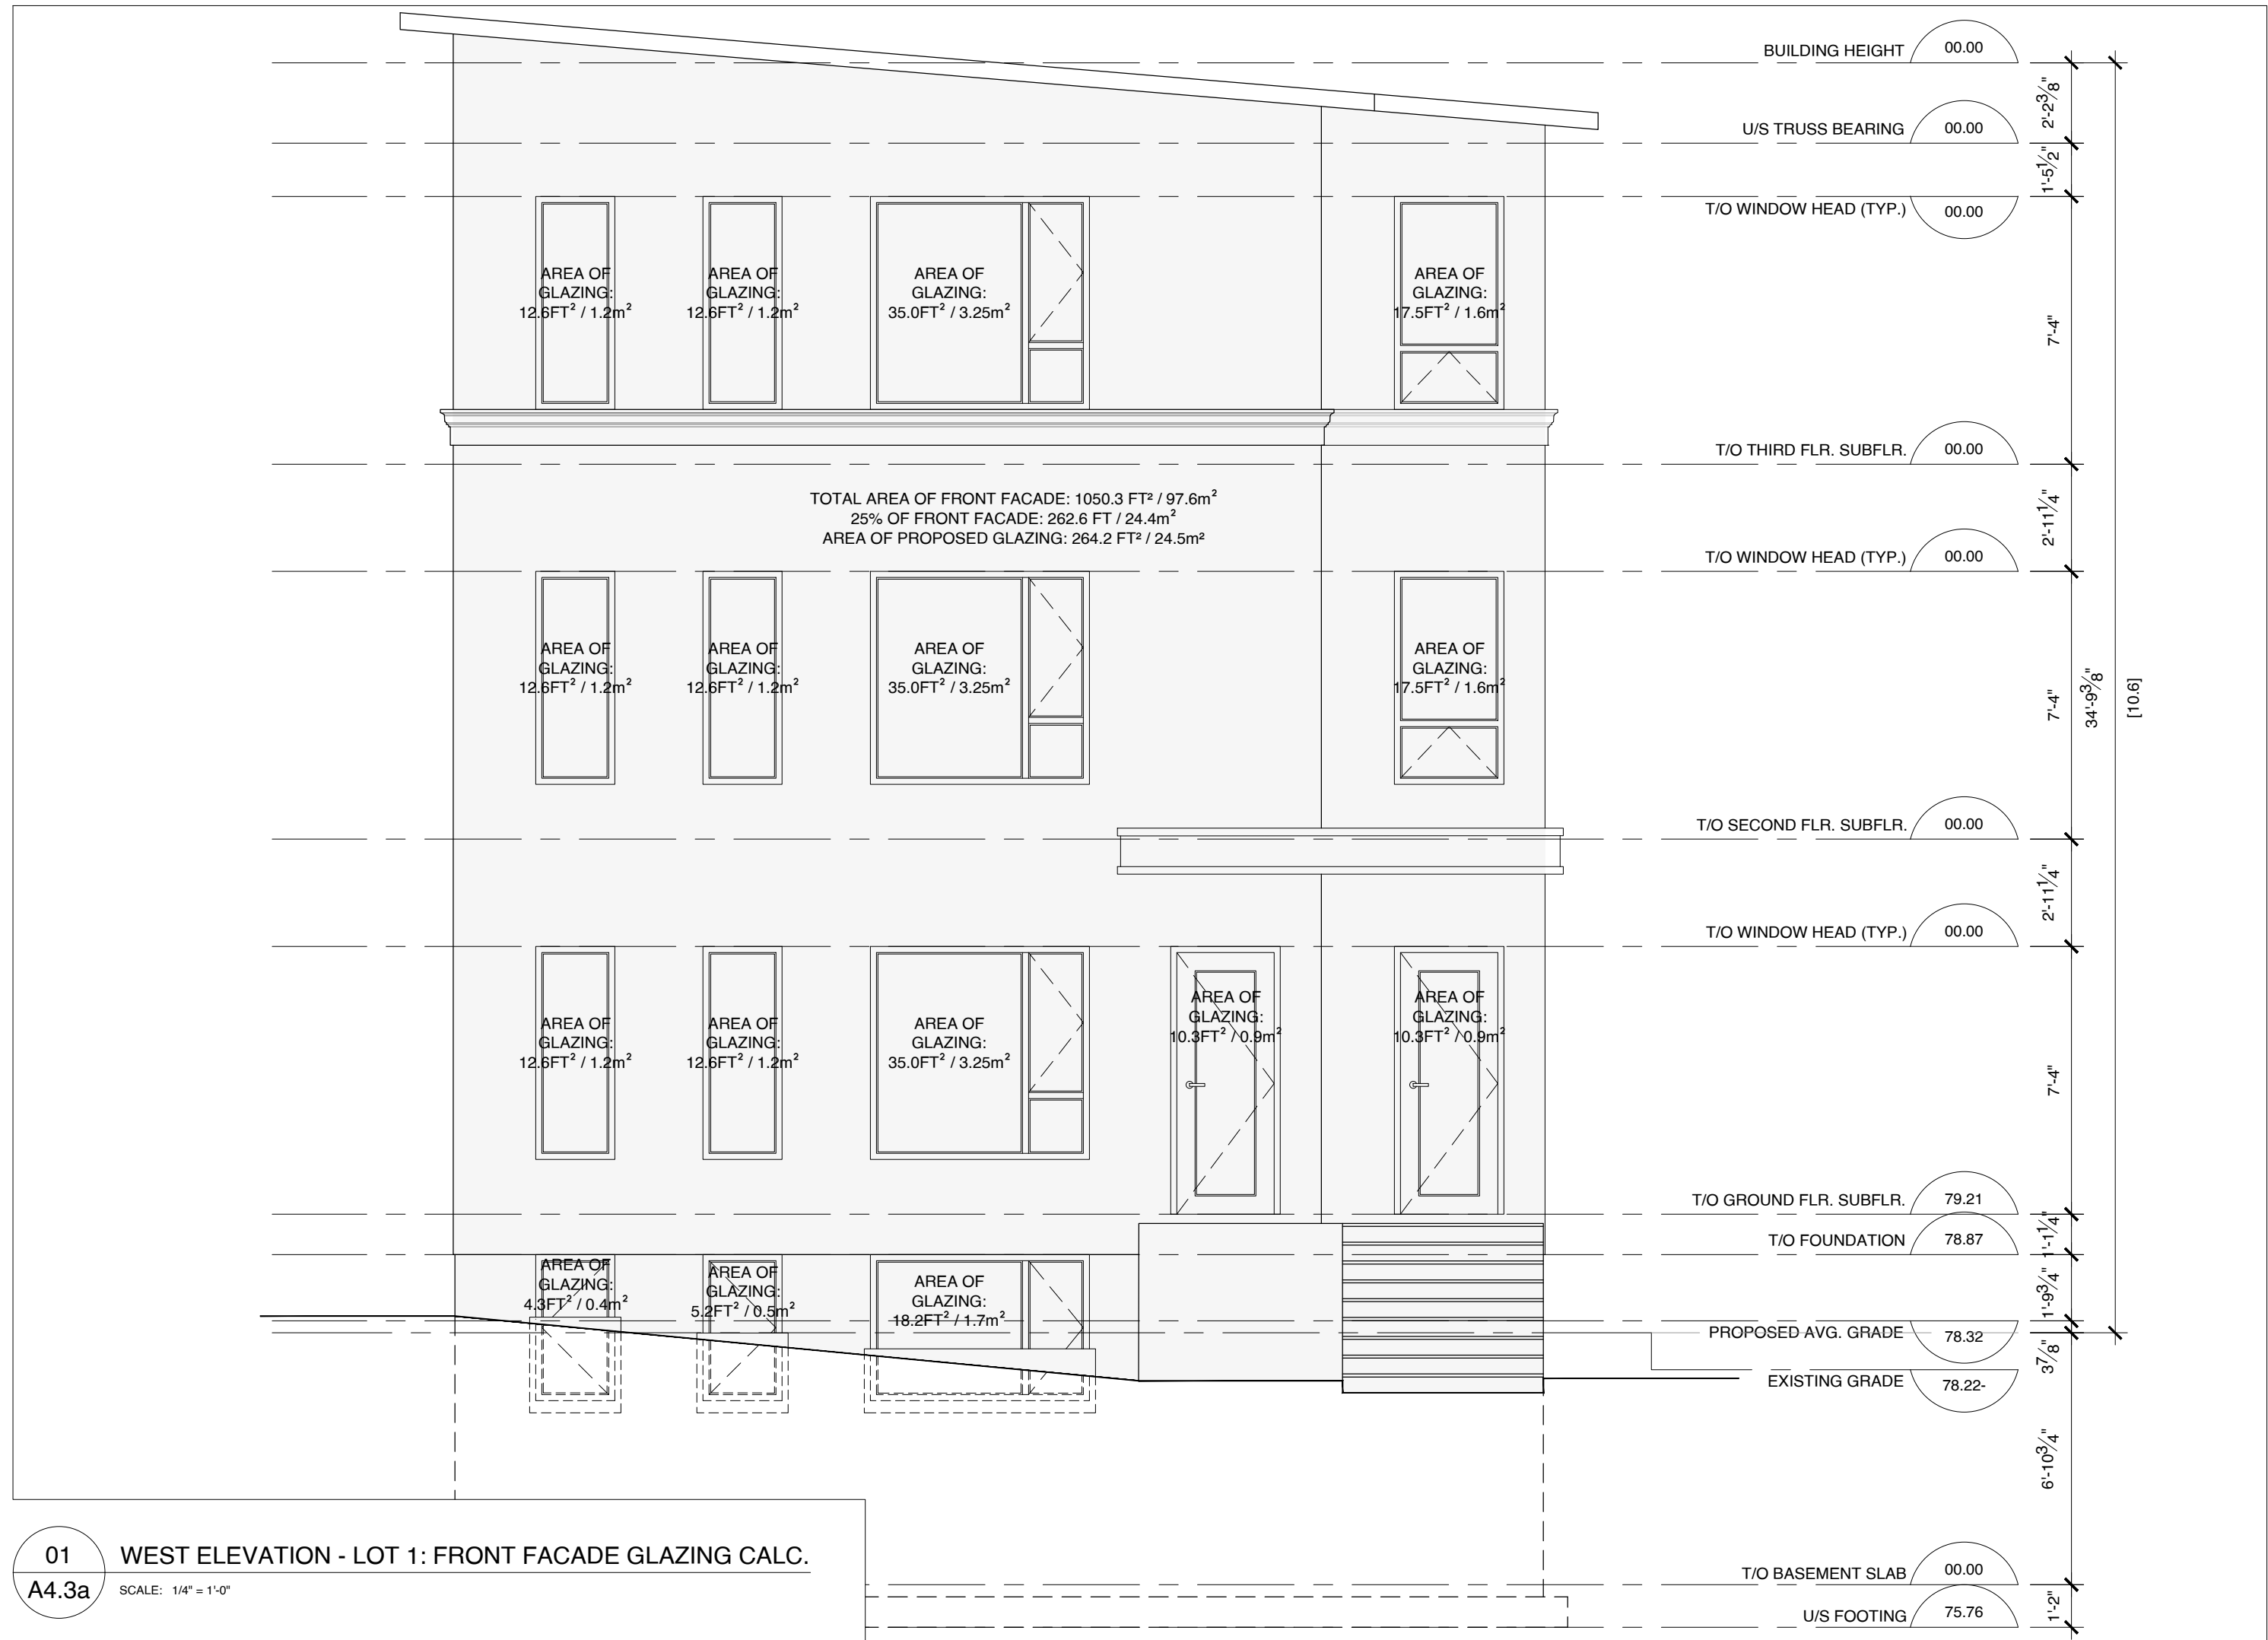 BUILDING HEIGHT 00.00
2'-2 3/8"
U/S TRUSS BEARING 00.00
1'-5 1/2"
T/O WINDOW HEAD (TYP.) 00.00
AREA OF
GLAZING:
12.6FT² / 1.2m²
AREA OF
GLAZING:
12.6FT² / 1.2m²
AREA OF
GLAZING:
35.0FT² / 3.25m²
AREA OF
GLAZING:
17.5FT² / 1.6m²
7'-4"
T/O THIRD FLR. SUBFLR. 00.00
TOTAL AREA OF FRONT FACADE: 1050.3 FT² / 97.6m²
25% OF FRONT FACADE: 262.6 FT / 24.4m²
AREA OF PROPOSED GLAZING: 264.2 FT² / 24.5m²
2'-11 1/4"
T/O WINDOW HEAD (TYP.) 00.00
AREA OF
GLAZING:
12.6FT² / 1.2m²
AREA OF
GLAZING:
12.6FT² / 1.2m²
AREA OF
GLAZING:
35.0FT² / 3.25m²
AREA OF
GLAZING:
17.5FT² / 1.6m²
7'-4"
34'-9 3/8"
[10.6]
T/O SECOND FLR. SUBFLR. 00.00
2'-11 1/4"
T/O WINDOW HEAD (TYP.) 00.00
AREA OF
GLAZING:
12.6FT² / 1.2m²
AREA OF
GLAZING:
12.6FT² / 1.2m²
AREA OF
GLAZING:
35.0FT² / 3.25m²
AREA OF
GLAZING:
10.3FT² / 0.9m²
AREA OF
GLAZING:
10.3FT² / 0.9m²
7'-4"
T/O GROUND FLR. SUBFLR. 79.21
1'-1 1/4"
T/O FOUNDATION 78.87
AREA OF
GLAZING:
4.3FT² / 0.4m²
AREA OF
GLAZING:
5.2FT² / 0.5m²
AREA OF
GLAZING:
18.2FT² / 1.7m²
1'-9 3/4"
PROPOSED AVG. GRADE 78.32
3 7/8"
EXISTING GRADE 78.22-
6'-10 3/4"
T/O BASEMENT SLAB 00.00
1'-2"
U/S FOOTING 75.76
01
A4.3a
WEST ELEVATION - LOT 1: FRONT FACADE GLAZING CALC.
SCALE: 1/4" = 1'-0"